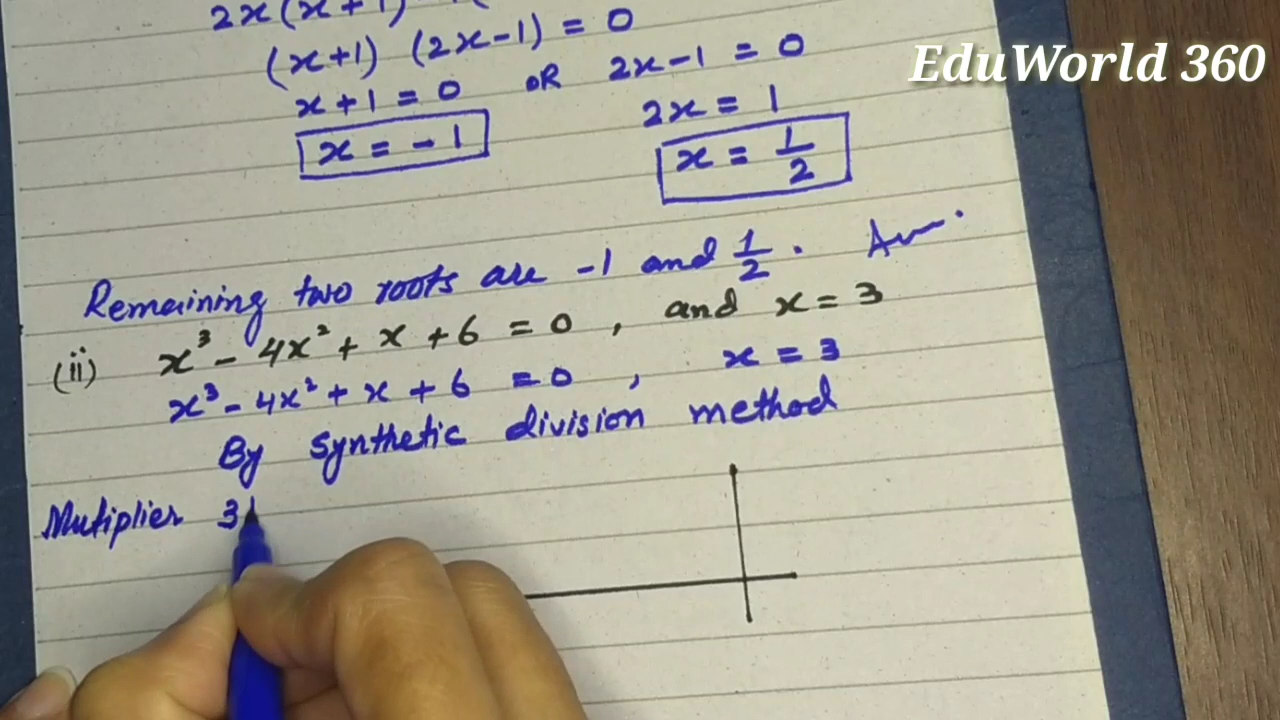 2x(x+1)
(x+1) (2x-1) = 0
EduWorld 360
x+1 = 0 OR 2x-1 = 0
2x = 1
x = -1
x = 1/2
Remaining two roots are -1 and 1/2. Ans.
(ii) x³ - 4x² + x + 6 = 0, and x = 3
x³ - 4x² + x + 6 = 0, x = 3
By synthetic division method
Mutiplier 3